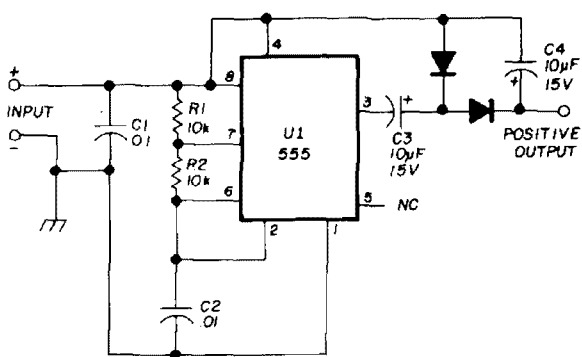 +
INPUT
−
C1
.01
R1
10k
R2
10k
C2
.01
4
8
7
6
2
1
3
5
U1
555
NC
+
C3
10µF
15V
C4
10µF
15V
+
POSITIVE
OUTPUT